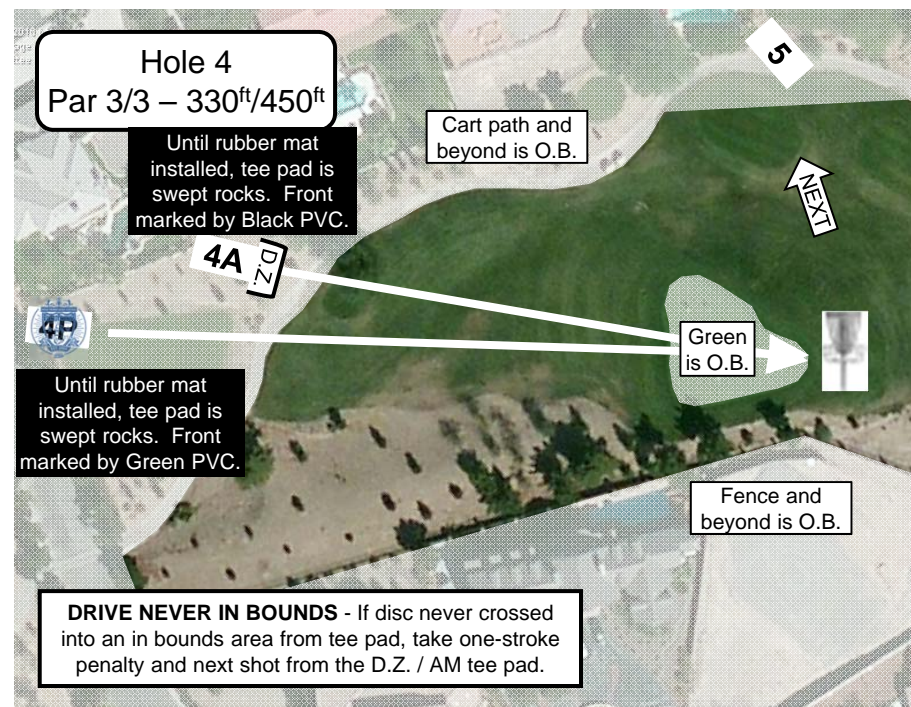 Hole 4
Par 3/3 – 330ft/450ft
Until rubber mat
installed, tee pad is
swept rocks. Front
marked by Black PVC.
Cart path and
beyond is O.B.
5
NEXT
4A
D.Z.
4P
Green
is O.B.
Until rubber mat
installed, tee pad is
swept rocks. Front
marked by Green PVC.
Fence and
beyond is O.B.
DRIVE NEVER IN BOUNDS - If disc never crossed
into an in bounds area from tee pad, take one-stroke
penalty and next shot from the D.Z. / AM tee pad.